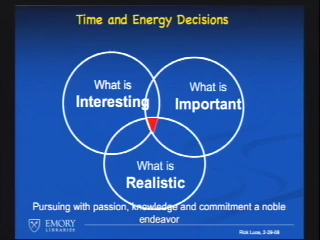 Time and Energy Decisions
What is
Interesting
What is
Important
What is
Realistic
Pursuing with passion, knowledge and commitment a noble
endeavor
EMORY
LIBRARIES
Rick Luce, 2-29-08